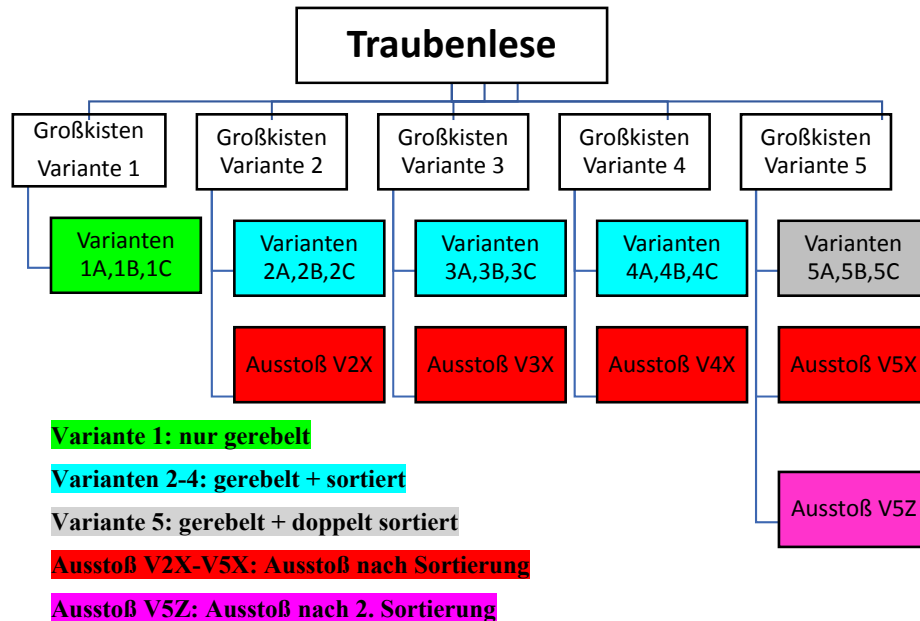 Traubenlese
Großkisten
Variante 1
Großkisten
Variante 2
Großkisten
Variante 3
Großkisten
Variante 4
Großkisten
Variante 5
Varianten
1A,1B,1C
Varianten
2A,2B,2C
Varianten
3A,3B,3C
Varianten
4A,4B,4C
Varianten
5A,5B,5C
Ausstoß V2X
Ausstoß V3X
Ausstoß V4X
Ausstoß V5X
Variante 1: nur gerebelt
Varianten 2-4: gerebelt + sortiert
Variante 5: gerebelt + doppelt sortiert
Ausstoß V5Z
Ausstoß V2X-V5X: Ausstoß nach Sortierung
Ausstoß V5Z: Ausstoß nach 2. Sortierung